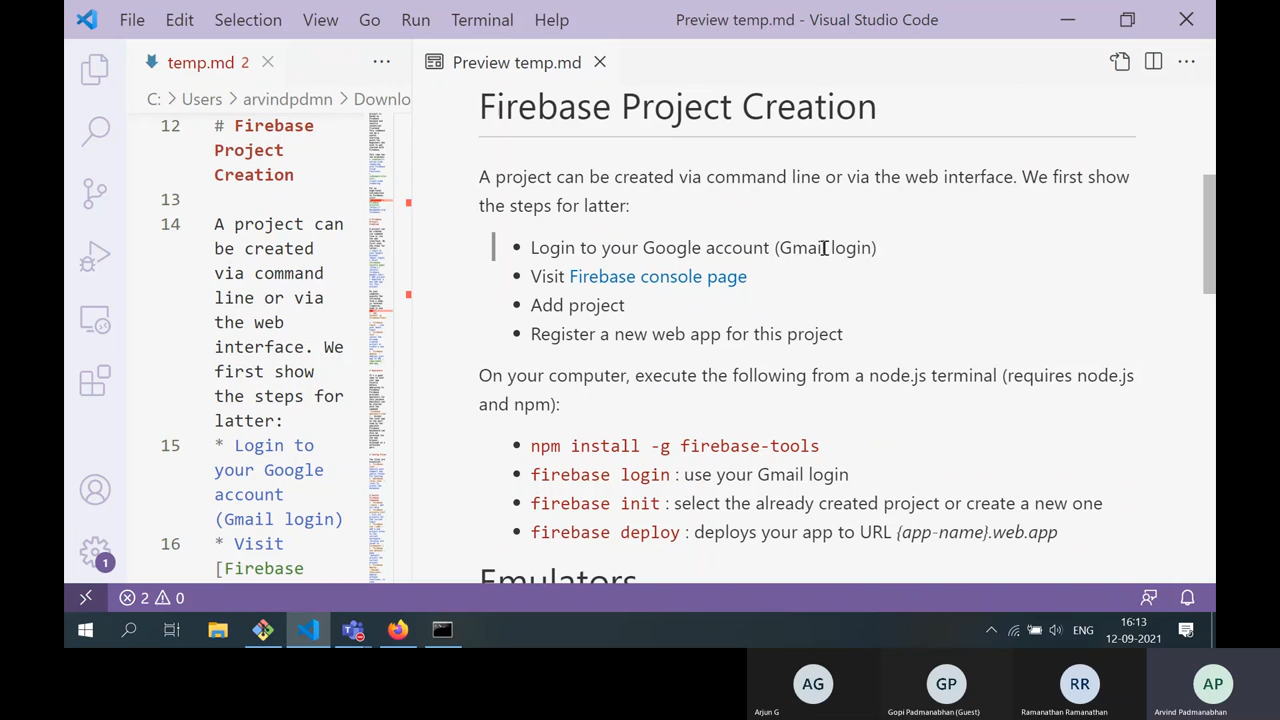 File Edit Selection View Go Run Terminal Help Preview temp.md - Visual Studio Code
temp.md 2
Preview temp.md
C: > Users > arvindpdmn > Downlo
12 # Firebase
Project
Creation
13
14 A project can
be created
via command
line or via
the web
interface. We
first show
the steps for
latter:
15 * Login to
your Google
account
(Gmail login)
16 * Visit
[Firebase
Firebase Project Creation
A project can be created via command line or via the web interface. We first show
the steps for latter:
• Login to your Google account (Gmail login)
• Visit Firebase console page
• Add project
• Register a new web app for this project
On your computer, execute the following from a node.js terminal (requires node.js
and npm):
• npm install -g firebase-tools
• firebase login : use your Gmail login
• firebase init : select the already created project or create a new one
• firebase deploy : deploys your app to URL {app-name}.web.app
Emulators
1
2 0
ENG
16:13
12-09-2021
AG
GP
RR
AP
Arjun G
Gopi Padmanabhan (Guest)
Ramanathan Ramanathan
Arvind Padmanabhan